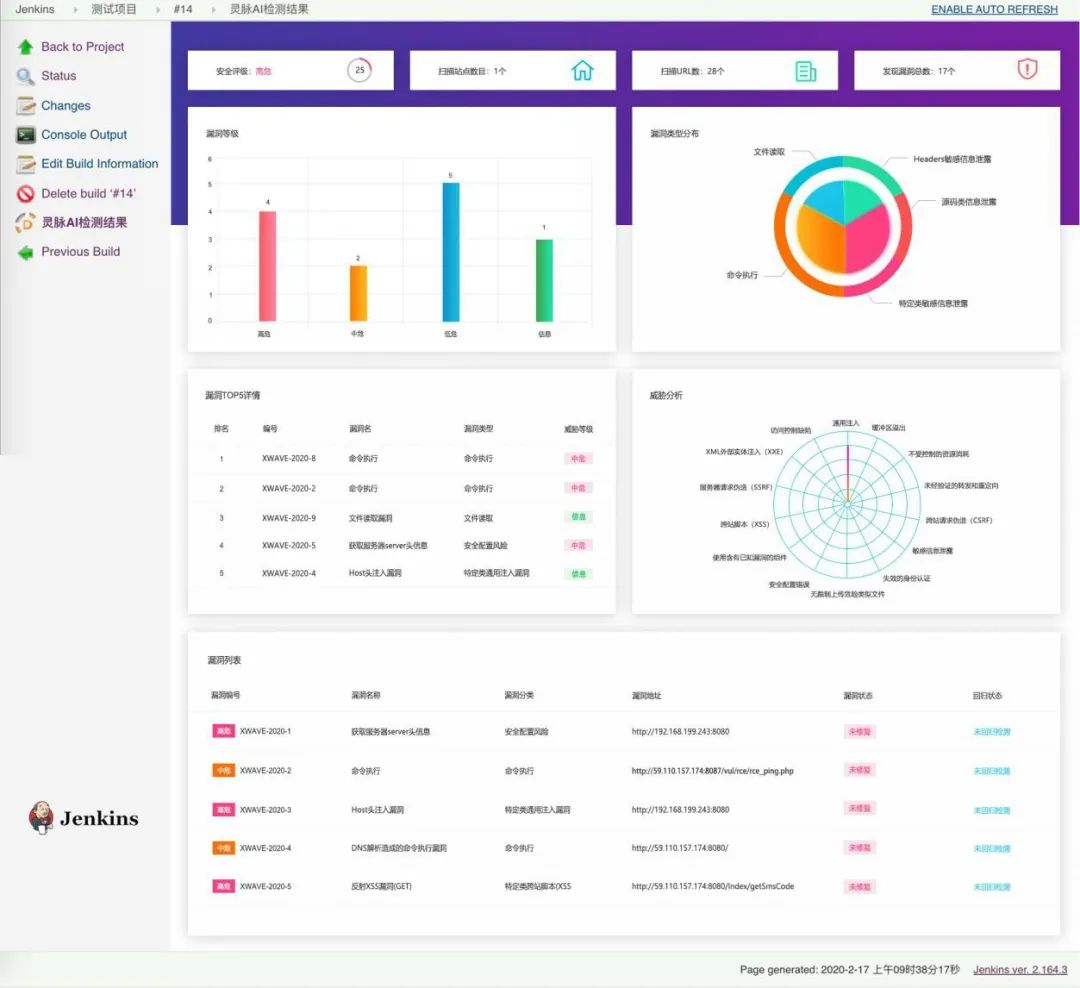 Jenkins 测试项目 #14 灵脉AI检测结果 ENABLE AUTO REFRESH
Back to Project
Status
Changes
Console Output
Edit Build Information
Delete build ‘#14’
灵脉AI检测结果
Previous Build
安全评级: 高危 25
扫描站点数目: 1个
扫描URL数: 28个
发现漏洞总数: 17个
漏洞等级
6
5
4
3
2
1
0
4
2
5
1
高危 中危 低危 信息
漏洞类型分布
文件读取
Headers敏感信息泄露
源码类信息泄露
命令执行
特定类敏感信息泄露
漏洞TOP5详情
排名 编号 漏洞名 漏洞类型 威胁等级
1 XWAVE-2020-8 命令执行 命令执行 中危
2 XWAVE-2020-2 命令执行 命令执行 中危
3 XWAVE-2020-9 文件读取漏洞 文件读取 信息
4 XWAVE-2020-5 获取服务器server头信息 安全配置风险 中危
5 XWAVE-2020-4 Host头注入漏洞 特定类通用注入漏洞 信息
威胁分析
通用注入
缓冲区溢出
不受控制的资源消耗
未经验证的转发和重定向
跨站请求伪造（CSRF）
敏感信息泄露
失效的身份认证
无限制上传危险类型文件
安全配置错误
使用含有已知漏洞的组件
跨站脚本（XSS）
服务器请求伪造（SSRF）
XML外部实体注入（XXE）
访问控制缺陷
漏洞列表
漏洞编号 漏洞名称 漏洞分类 漏洞地址 漏洞状态 回归状态
高危 XWAVE-2020-1 获取服务器server头信息 安全配置风险 http://192.168.199.243:8080 未修复 未回归检测
中危 XWAVE-2020-2 命令执行 命令执行 http://59.110.157.174:8087/vul/rce/rce_ping.php 未修复 未回归检测
高危 XWAVE-2020-3 Host头注入漏洞 特定类通用注入漏洞 http://192.168.199.243:8080 未修复 未回归检测
中危 XWAVE-2020-4 DNS解析造成的命令执行漏洞 命令执行 http://59.110.157.174:8080/ 未修复 未回归检测
高危 XWAVE-2020-5 反射XSS漏洞(GET) 特定类跨站脚本(XSS http://59.110.157.174:8080/Index/getSmsCode 未修复 未回归检测
Jenkins
Page generated: 2020-2-17 上午09时38分17秒 Jenkins ver. 2.164.3